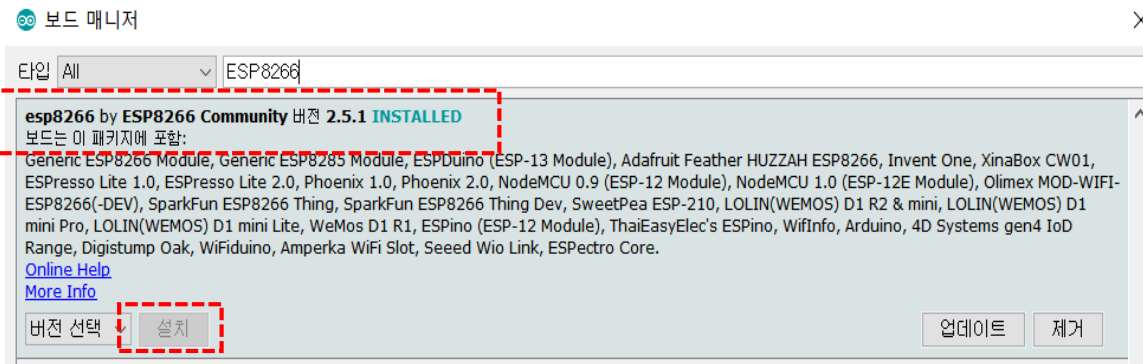 보드 매니저
타입 All ESP8266
esp8266 by ESP8266 Community 버전 2.5.1 INSTALLED
보드는 이 패키지에 포함:
Generic ESP8266 Module, Generic ESP8285 Module, ESPDuino (ESP-13 Module), Adafruit Feather HUZZAH ESP8266, Invent One, XinaBox CW01,
ESPresso Lite 1.0, ESPresso Lite 2.0, Phoenix 1.0, Phoenix 2.0, NodeMCU 0.9 (ESP-12 Module), NodeMCU 1.0 (ESP-12E Module), Olimex MOD-WIFI-
ESP8266(-DEV), SparkFun ESP8266 Thing, SparkFun ESP8266 Thing Dev, SweetPea ESP-210, LOLIN(WEMOS) D1 R2 & mini, LOLIN(WEMOS) D1
mini Pro, LOLIN(WEMOS) D1 mini Lite, WeMos D1 R1, ESPino (ESP-12 Module), ThaiEasyElec's ESPino, WifInfo, Arduino, 4D Systems gen4 IoD
Range, Digistump Oak, WiFiduino, Amperka WiFi Slot, Seeed Wio Link, ESPectro Core.
Online Help
More Info
버전 선택 설치 업데이트 제거